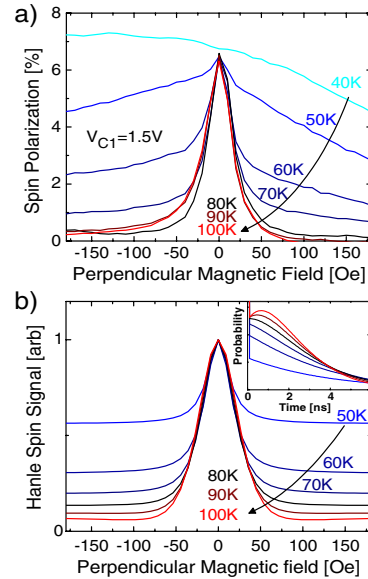 a)
Spin Polarization [%]
8
6
4
2
0
V_C1=1.5V
40K
50K
60K
70K
80K
90K
100K
-150 -100 -50 0 50 100 150
Perpendicular Magnetic Field [Oe]
b)
Hanle Spin Signal [arb]
1
0
Probability
0 2 4
Time [ns]
50K
60K
70K
80K
90K
100K
-150 -100 -50 0 50 100 150
Perpendicular Magnetic field [Oe]